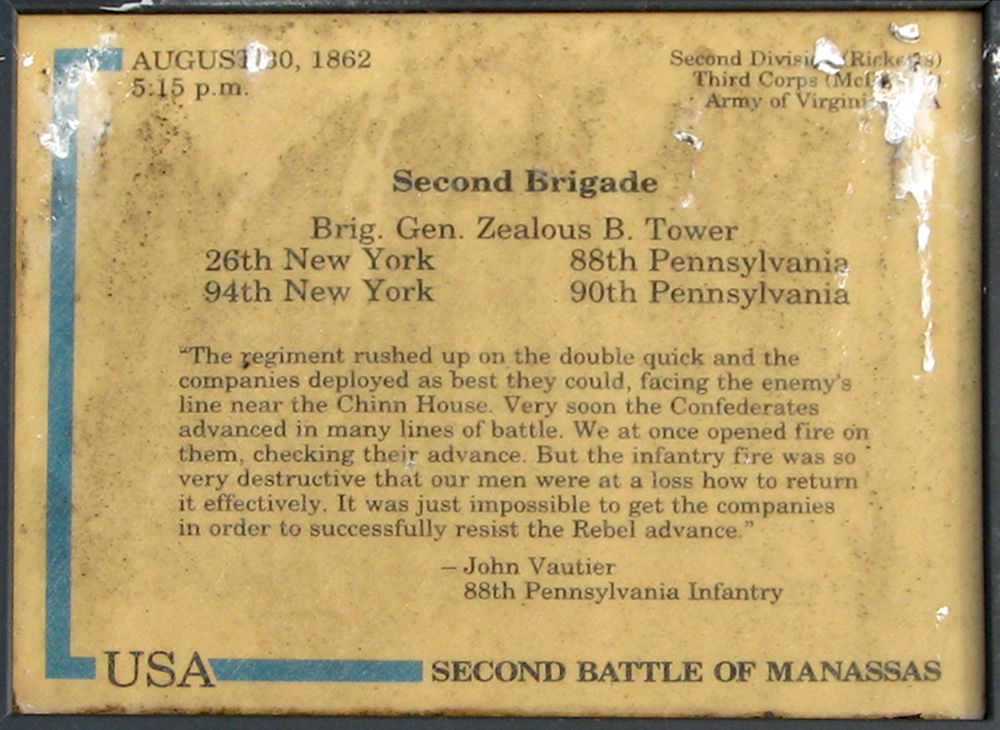 AUGUST 30, 1862
5:15 p.m.
Second Division (Ricketts)
Third Corps
Army of Virginia
Second Brigade
Brig. Gen. Zealous B. Tower
26th New York 88th Pennsylvania
94th New York 90th Pennsylvania
“The regiment rushed up on the double quick and the
companies deployed as best they could, facing the enemy's
line near the Chinn House. Very soon the Confederates
advanced in many lines of battle. We at once opened fire on
them, checking their advance. But the infantry fire was so
very destructive that our men were at a loss how to return
it effectively. It was just impossible to get the companies
in order to successfully resist the Rebel advance.”
– John Vautier
88th Pennsylvania Infantry
USA SECOND BATTLE OF MANASSAS